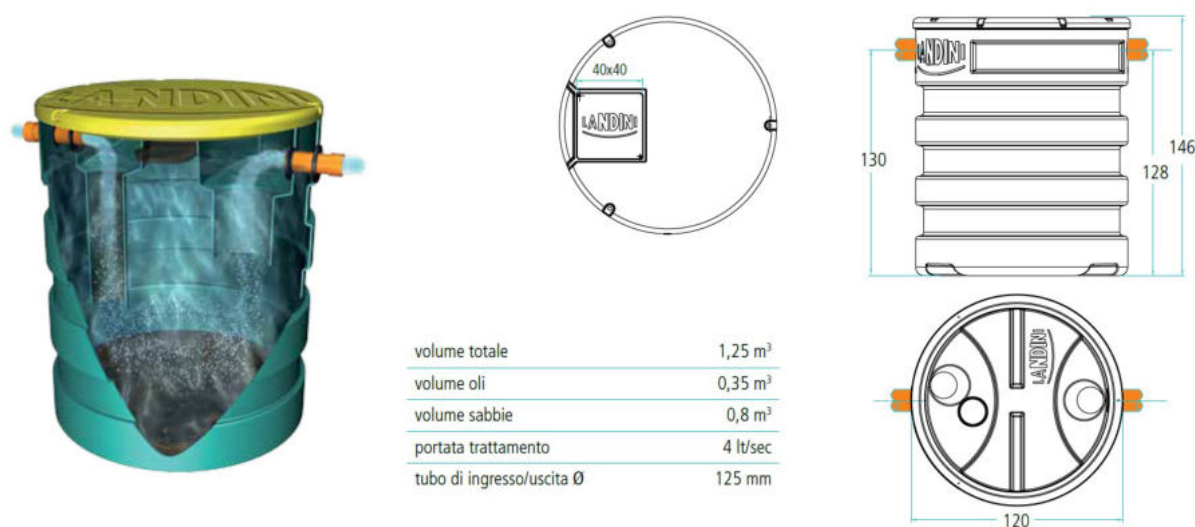 LANDINI
40x40
LANDINI
LANDINI
130
128
146
volume totale 1,25 m³
volume oli 0,35 m³
volume sabbie 0,8 m³
portata trattamento 4 lt/sec
tubo di ingresso/uscita Ø 125 mm
LANDINI
120